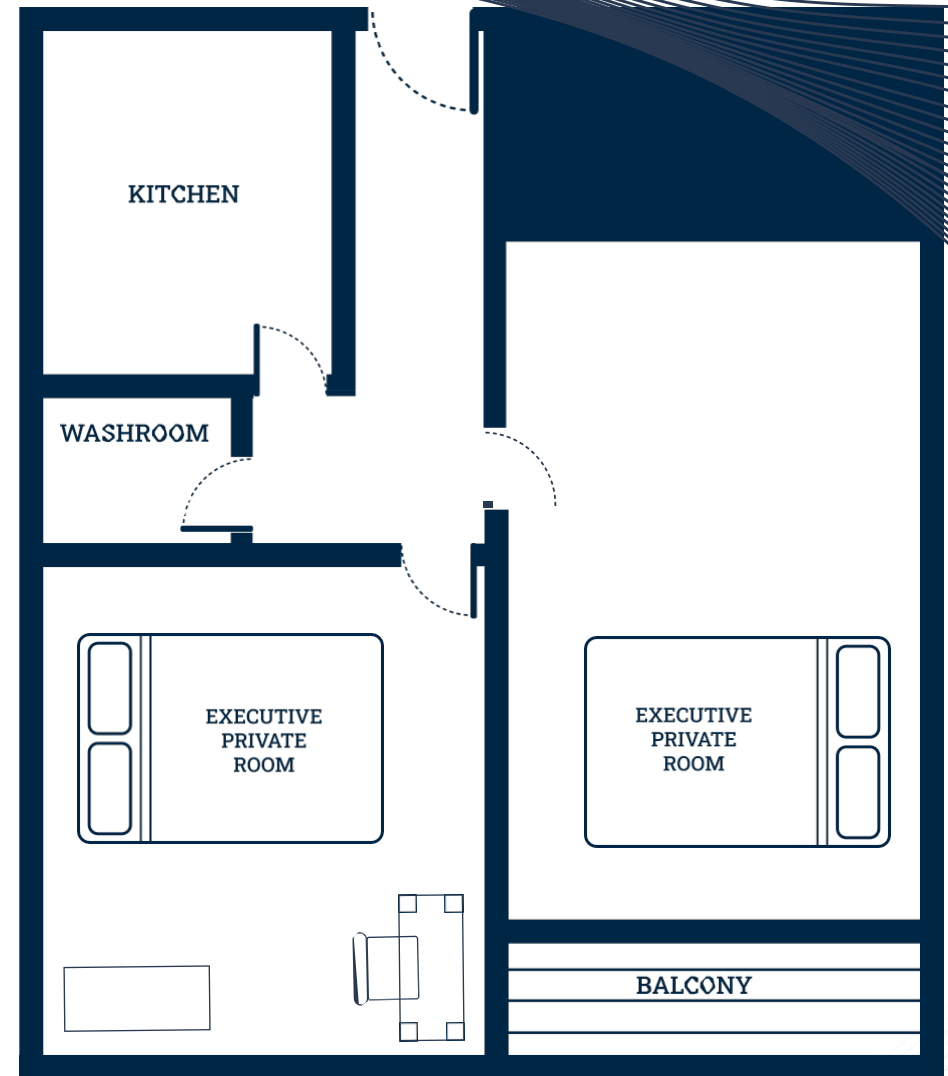 KITCHEN
WASHROOM
EXECUTIVE
PRIVATE
ROOM
EXECUTIVE
PRIVATE
ROOM
BALCONY